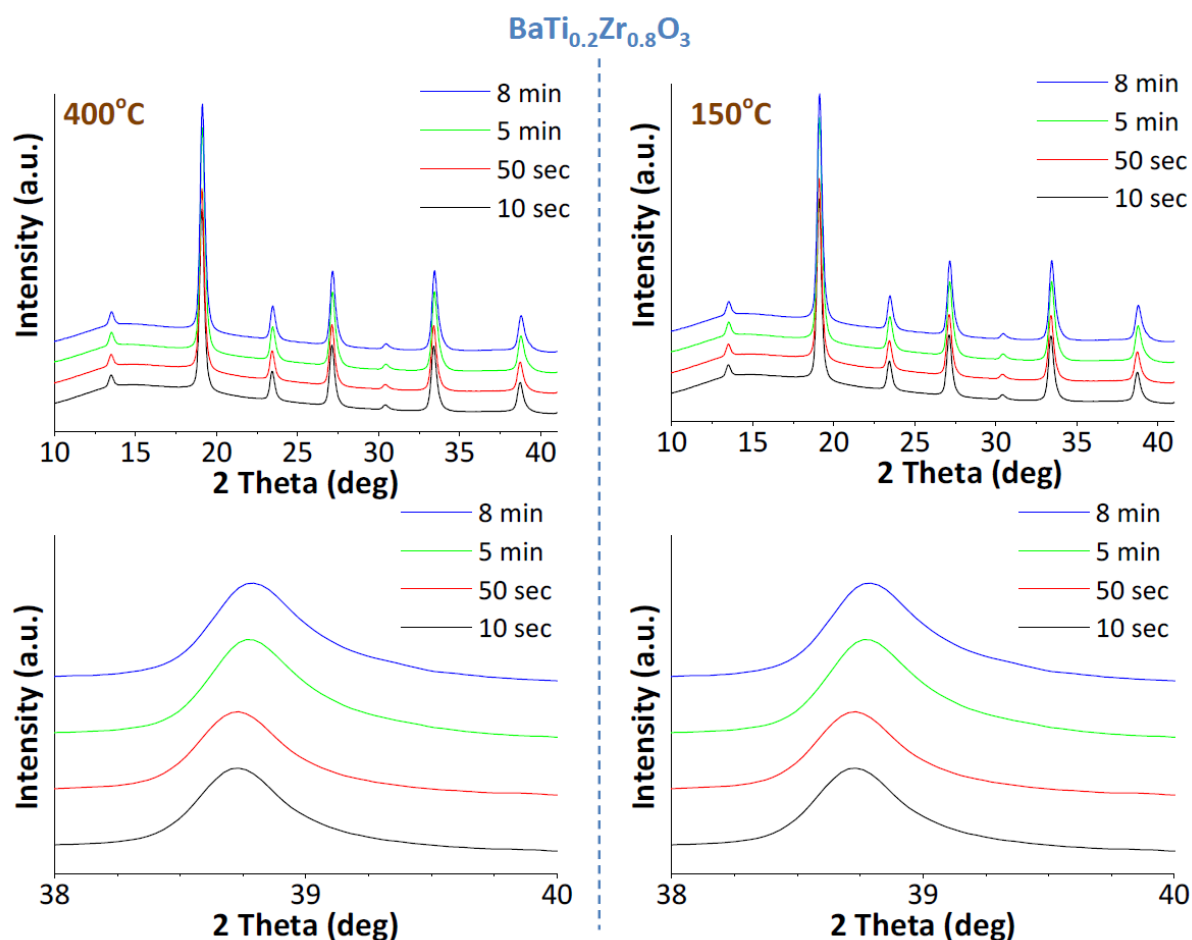 BaTi₀.₂Zr₀.₈O₃
400°C
8 min
5 min
50 sec
10 sec
Intensity (a.u.)
10 15 20 25 30 35 40
2 Theta (deg)
150°C
8 min
5 min
50 sec
10 sec
Intensity (a.u.)
10 15 20 25 30 35 40
2 Theta (deg)
8 min
5 min
50 sec
10 sec
Intensity (a.u.)
38 39 40
2 Theta (deg)
8 min
5 min
50 sec
10 sec
Intensity (a.u.)
38 39 40
2 Theta (deg)